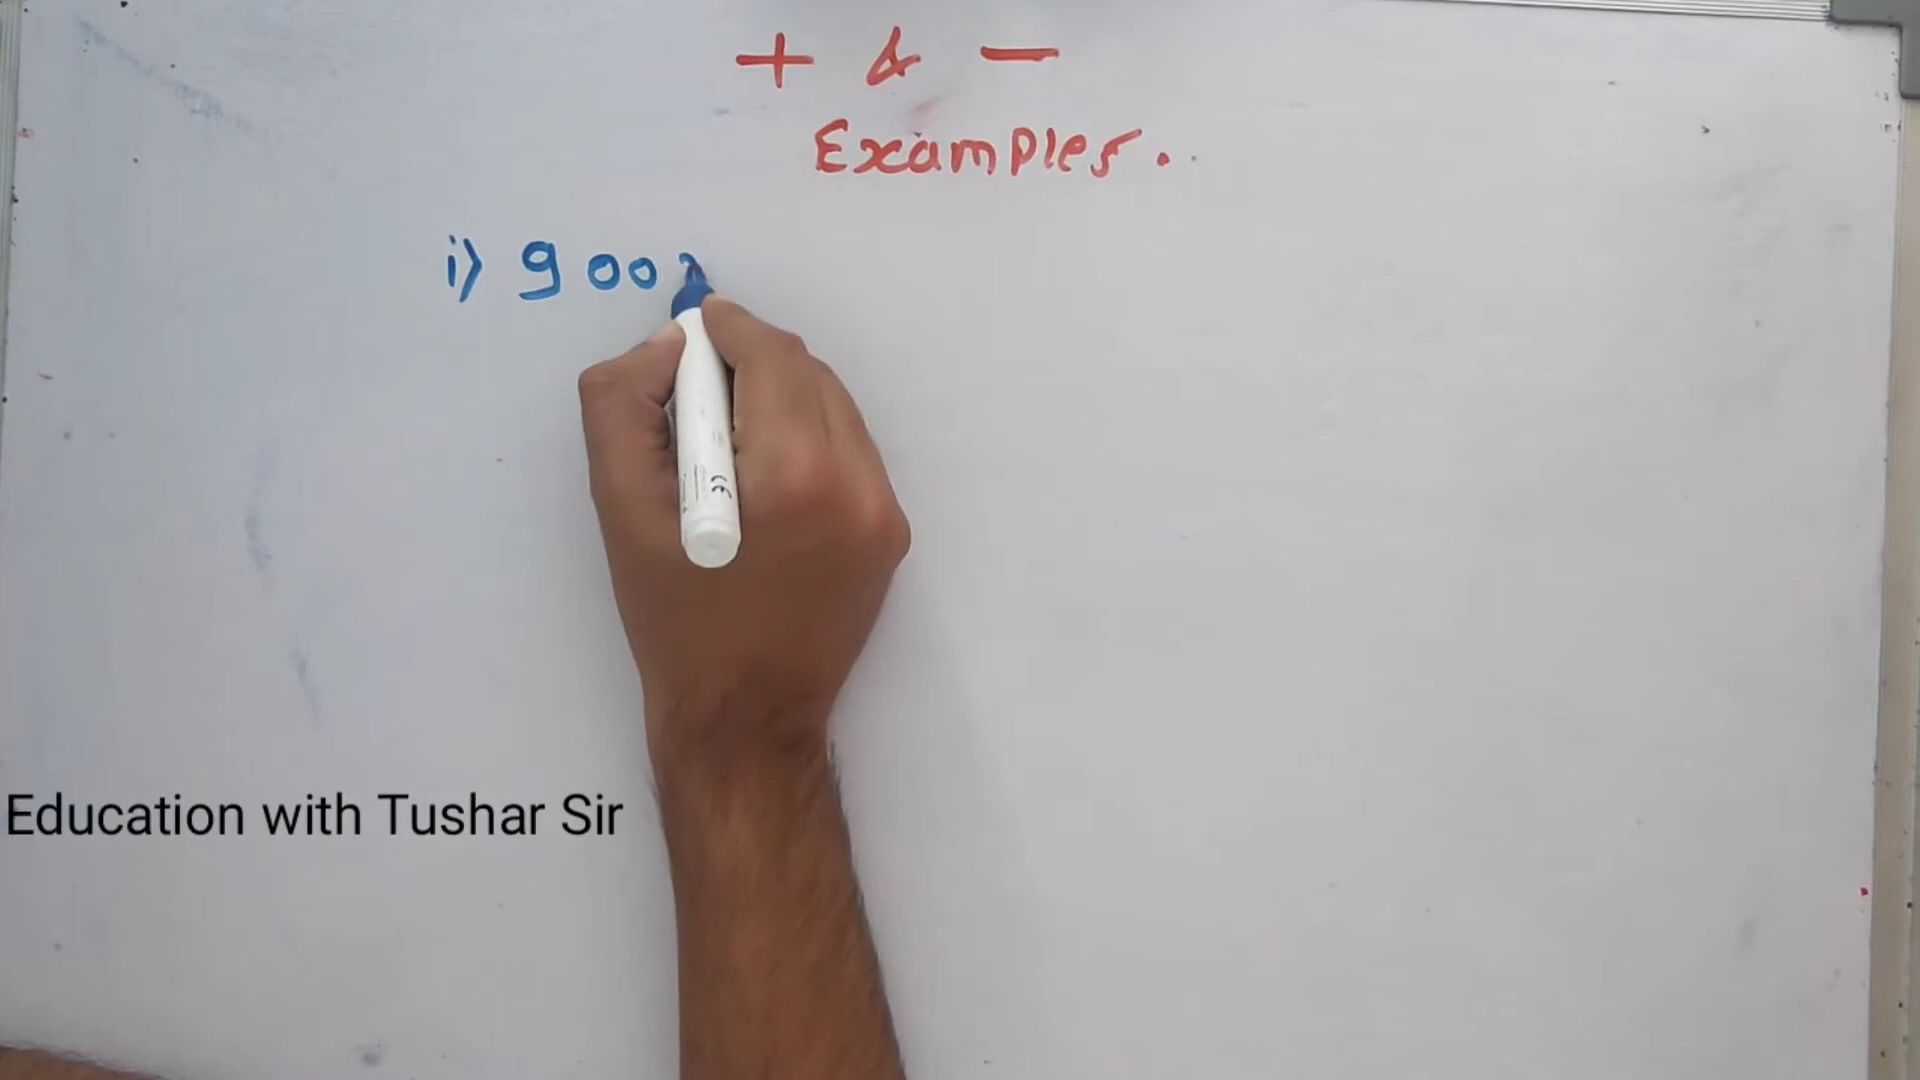 + & -
Examples.
i) 900
Education with Tushar Sir